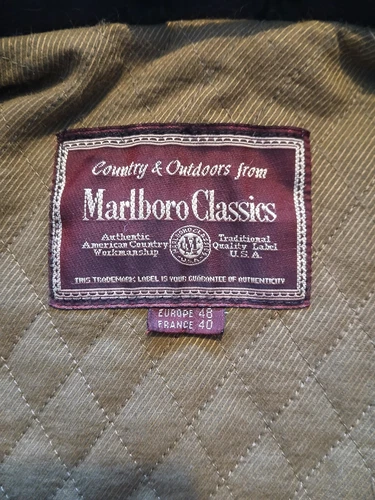 Country & Outdoors from
Marlboro Classics
Authentic
American Country
Workmanship
Traditional
Quality Label
U.S.A.
THIS TRADEMARK LABEL IS YOUR GUARANTEE OF AUTHENTICITY
EUROPE 48
FRANCE 40